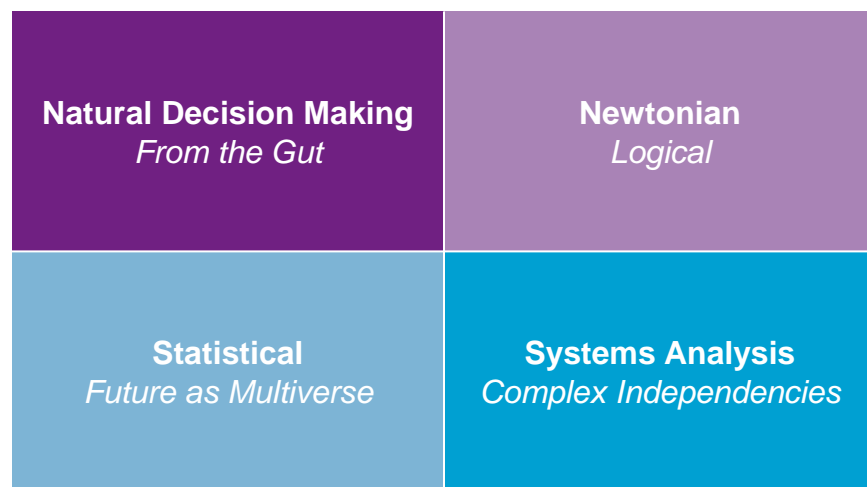 Natural Decision Making
From the Gut
Newtonian
Logical
Statistical
Future as Multiverse
Systems Analysis
Complex Independencies